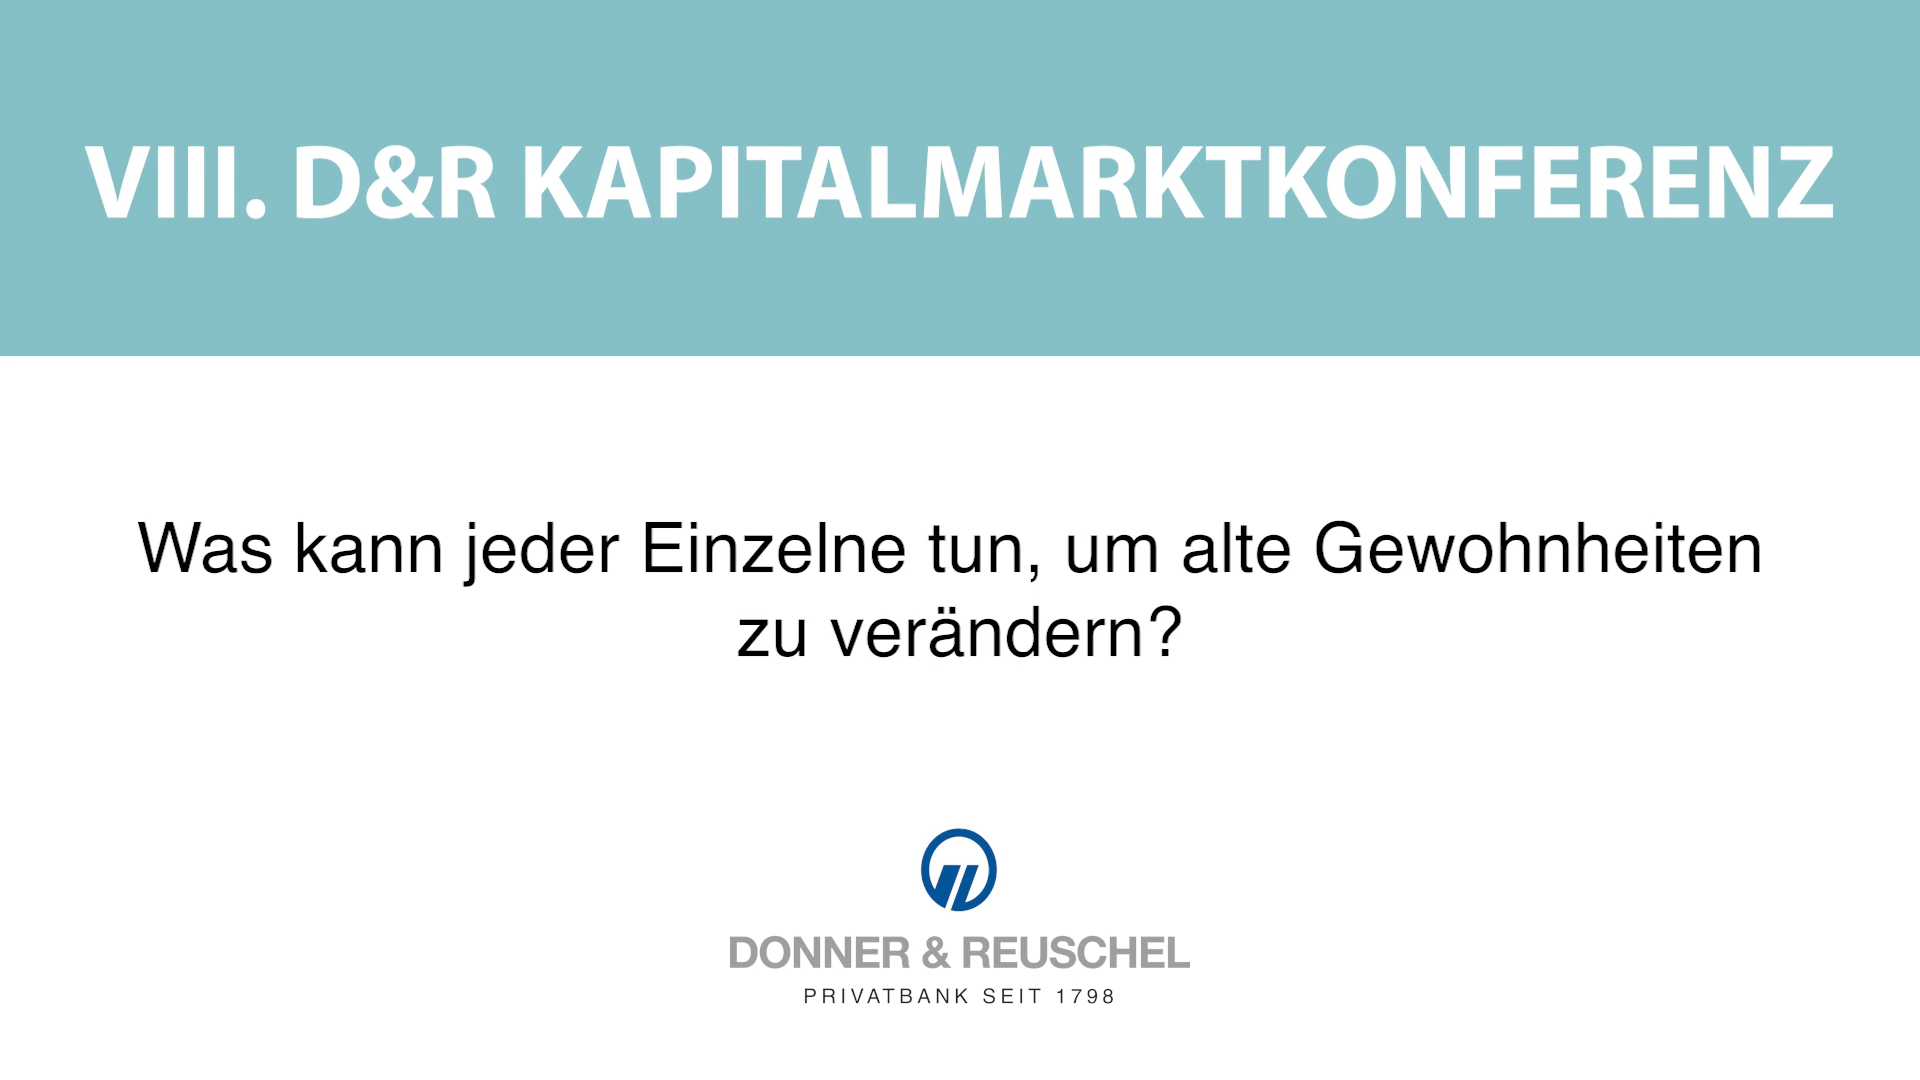 VIII. D&R KAPITALMARKTKONFERENZ
Was kann jeder Einzelne tun, um alte Gewohnheiten
zu verändern?
DONNER & REUSCHEL
PRIVATBANK SEIT 1798